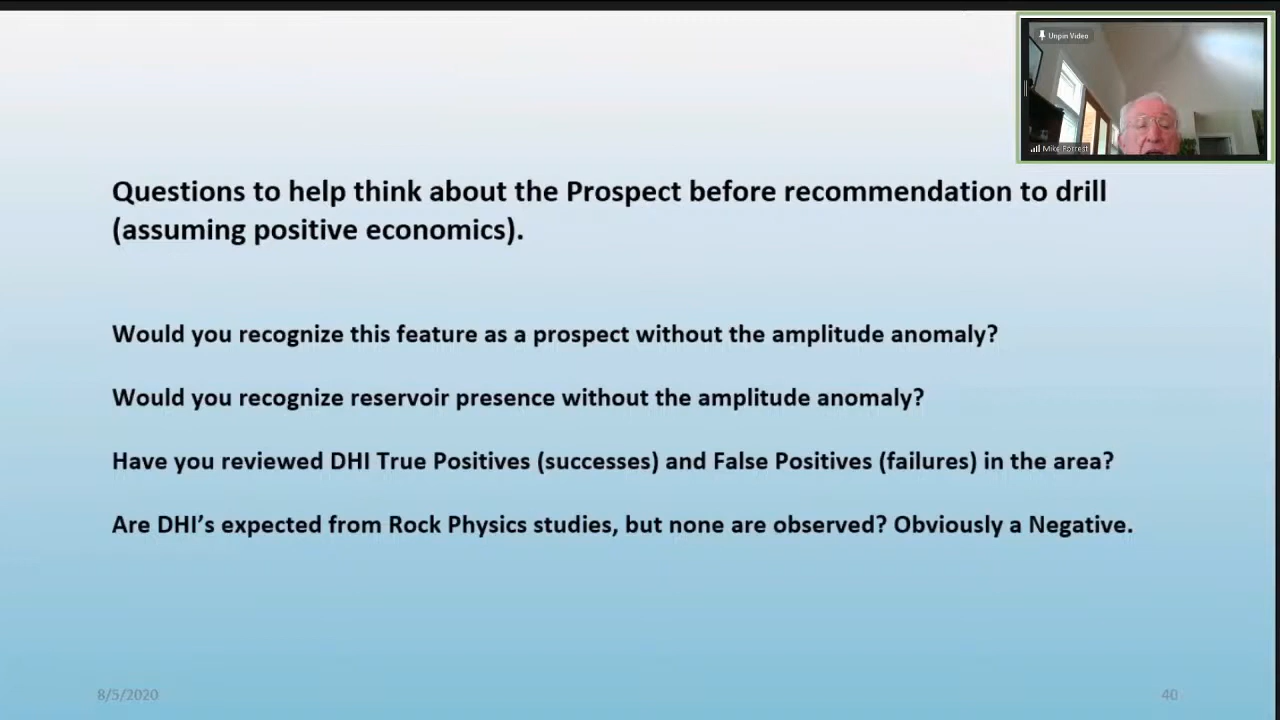 Unpin Video
Mike Forrest
Questions to help think about the Prospect before recommendation to drill
(assuming positive economics).
Would you recognize this feature as a prospect without the amplitude anomaly?
Would you recognize reservoir presence without the amplitude anomaly?
Have you reviewed DHI True Positives (successes) and False Positives (failures) in the area?
Are DHI’s expected from Rock Physics studies, but none are observed? Obviously a Negative.
8/5/2020
40